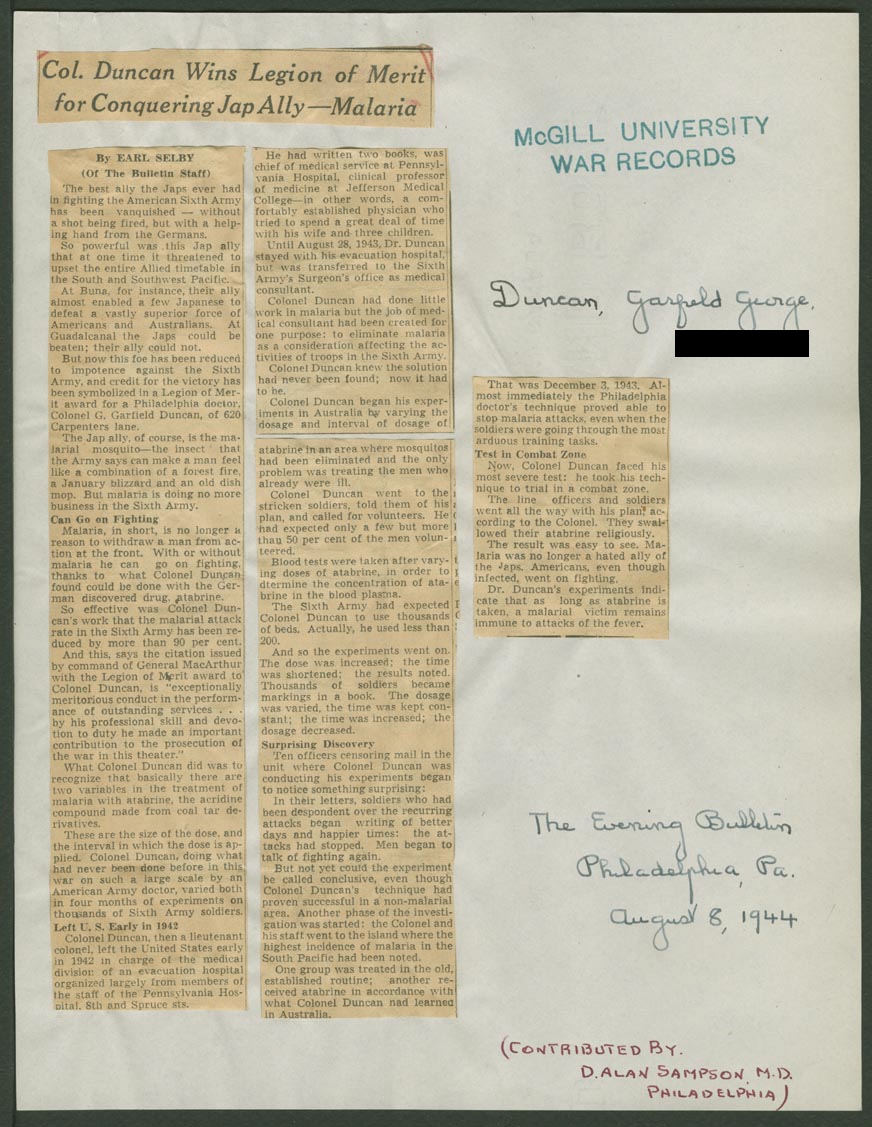 Col. Duncan Wins Legion of Merit
for Conquering Jap Ally—Malaria
McGILL UNIVERSITY
WAR RECORDS
Duncan, Garfield George.
By EARL SELBY
(Of The Bulletin Staff)
The best ally the Japs ever had
in fighting the American Sixth Army
has been vanquished — without
a shot being fired, but with a help-
ing hand from the Germans.
So powerful was this Jap ally
that at one time it threatened to
upset the entire Allied timetable in
the South and Southwest Pacific.
At Buna, for instance, their ally
almost enabled a few Japanese to
defeat a vastly superior force of
Americans and Australians. At
Guadalcanal the Japs could be
beaten; their ally could not.
But now this foe has been reduced
to impotence against the Sixth
Army, and credit for the victory has
been symbolized in a Legion of Mer-
it award for a Philadelphia doctor,
Colonel G. Garfield Duncan, of 620
Carpenters lane.
The Jap ally, of course, is the ma-
larial mosquito—the insect that
the Army says can make a man feel
like a combination of a forest fire,
a January blizzard and an old dish
mop. But malaria is doing no more
business in the Sixth Army.
Can Go on Fighting
Malaria, in short, is no longer a
reason to withdraw a man from ac-
tion at the front. With or without
malaria he can go on fighting,
thanks to what Colonel Duncan
found could be done with the Ger-
man discovered drug, atabrine.
So effective was Colonel Dun-
can's work that the malarial attack
rate in the Sixth Army has been re-
duced by more than 90 per cent.
And this, says the citation issued
by command of General MacArthur
with the Legion of Merit award to
Colonel Duncan, is "exceptionally
meritorious conduct in the perform-
ance of outstanding services . . .
by his professional skill and devo-
tion to duty he made an important
contribution to the prosecution of
the war in this theater."
What Colonel Duncan did was to
recognize that basically there are
two variables in the treatment of
malaria with atabrine, the acridine
compound made from coal tar de-
rivatives.
These are the size of the dose, and
the interval in which the dose is ap-
plied. Colonel Duncan, doing what
had never been done before in this
war on such a large scale by an
American Army doctor, varied both
in four months of experiments on
thousands of Sixth Army soldiers.
Left U. S. Early in 1942
Colonel Duncan, then a lieutenant
colonel, left the United States early
in 1942 in charge of the medical
division of an evacuation hospital
organized largely from members of
the staff of the Pennsylvania Hos-
pital, 8th and Spruce sts.
He had written two books, was
chief of medical service at Pennsyl-
vania Hospital, clinical professor
of medicine at Jefferson Medical
College—in other words, a com-
fortably established physician who
tried to spend a great deal of time
with his wife and three children.
Until August 28, 1943, Dr. Duncan
stayed with his evacuation hospital,
but was transferred to the Sixth
Army's Surgeon's office as medical
consultant.
Colonel Duncan had done little
work in malaria but the job of med-
ical consultant had been created for
one purpose: to eliminate malaria
as a consideration affecting the ac-
tivities of troops in the Sixth Army.
Colonel Duncan knew the solution
had never been found; now it had
to be.
Colonel Duncan began his exper-
iments in Australia by varying the
dosage and interval of dosage of
atabrine in an area where mosquitos
had been eliminated and the only
problem was treating the men who
already were ill.
Colonel Duncan went to the
stricken soldiers, told them of his
plan, and called for volunteers. He
had expected only a few but more
than 50 per cent of the men volun-
teered.
Blood tests were taken after vary-
ing doses of atabrine, in order to
dtermine the concentration of ata-
brine in the blood plasma.
The Sixth Army had expected
Colonel Duncan to use thousands
of beds. Actually, he used less than
200.
And so the experiments went on.
The dose was increased; the time
was shortened; the results noted.
Thousands of soldiers became
markings in a book. The dosage
was varied, the time was kept con-
stant; the time was increased; the
dosage decreased.
Surprising Discovery
Ten officers censoring mail in the
unit where Colonel Duncan was
conducting his experiments began
to notice something surprising:
In their letters, soldiers who had
been despondent over the recurring
attacks began writing of better
days and happier times: the at-
tacks had stopped. Men began to
talk of fighting again.
But not yet could the experiment
be called conclusive, even though
Colonel Duncan's technique had
proven successful in a non-malarial
area. Another phase of the investi-
gation was started: the Colonel and
his staff went to the island where the
highest incidence of malaria in the
South Pacific had been noted.
One group was treated in the old,
established routine; another re-
ceived atabrine in accordance with
what Colonel Duncan had learned
in Australia.
That was December 3, 1943. Al-
most immediately the Philadelphia
doctor's technique proved able to
stop malaria attacks, even when the
soldiers were going through the most
arduous training tasks.
Test in Combat Zone
Now, Colonel Duncan faced his
most severe test: he took his tech-
nique to trial in a combat zone.
The line officers and soldiers
went all the way with his plan, ac-
cording to the Colonel. They swal-
lowed their atabrine religiously.
The result was easy to see. Ma-
laria was no longer a hated ally of
the Japs. Americans, even though
infected, went on fighting.
Dr. Duncan's experiments indi-
cate that as long as atabrine is
taken, a malarial victim remains
immune to attacks of the fever.
The Evening Bulletin
Philadelphia, Pa.
August 8, 1944
(CONTRIBUTED BY.
D. ALAN SAMPSON, M.D.
PHILADELPHIA)